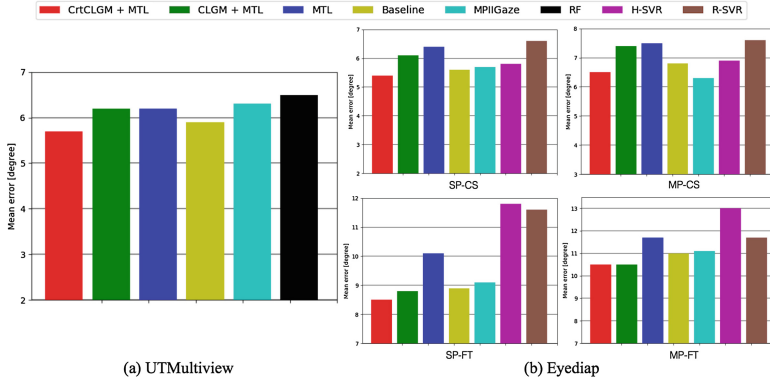 CrtCLGM + MTL CLGM + MTL MTL Baseline MPIIGaze RF H-SVR R-SVR
Mean error [degree]
7
6
5
4
3
2
(a) UTMultiview
Mean error [degree]
7
6
5
4
3
2
SP-CS
Mean error [degree]
8
7
6
5
4
3
MP-CS
Mean error [degree]
12
11
10
9
8
7
SP-FT
Mean error [degree]
13
12
11
10
9
8
7
MP-FT
(b) Eyediap